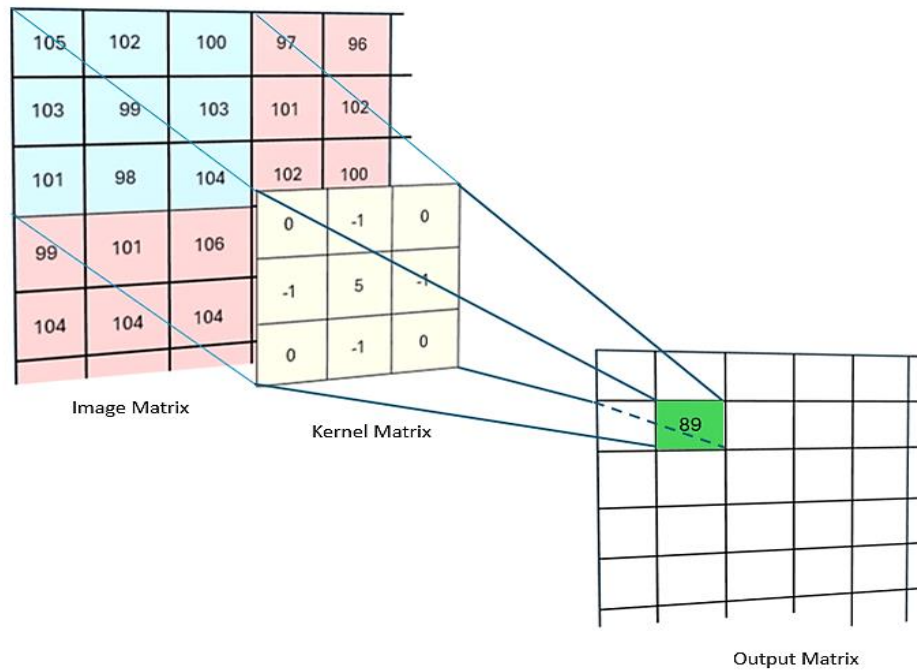 105 102 100 97 96
103 99 103 101 102
101 98 104 102 100
99 101 106
104 104 104
0 -1 0
-1 5 -1
0 -1 0
89
Image Matrix
Kernel Matrix
Output Matrix